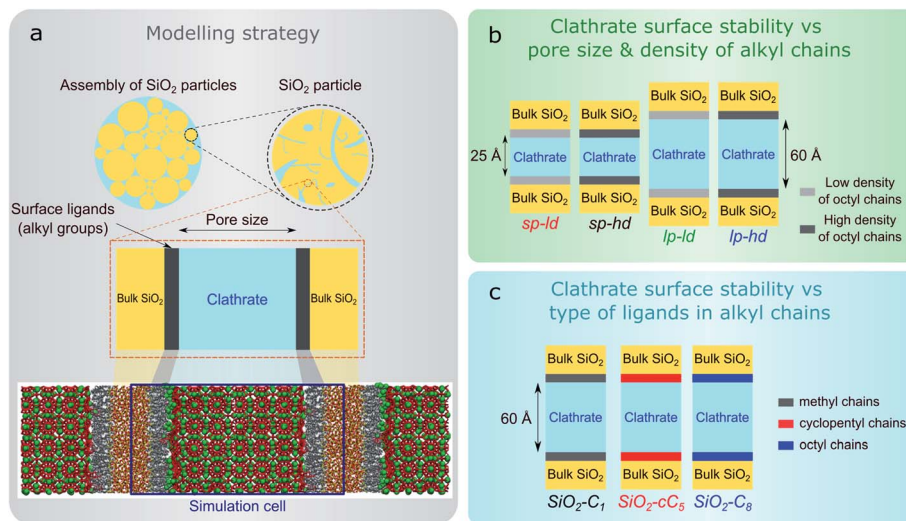 a
Modelling strategy
Assembly of SiO₂ particles
SiO₂ particle
Surface ligands
(alkyl groups)
Pore size
Bulk SiO₂
Clathrate
Bulk SiO₂
Simulation cell
b
Clathrate surface stability vs
pore size & density of alkyl chains
Bulk SiO₂
Bulk SiO₂
Bulk SiO₂
Bulk SiO₂
25 Å
Clathrate
Clathrate
Clathrate
Clathrate
60 Å
Bulk SiO₂
Bulk SiO₂
Bulk SiO₂
Bulk SiO₂
sp-ld
sp-hd
lp-ld
lp-hd
Low density
of octyl chains
High density
of octyl chains
c
Clathrate surface stability vs
type of ligands in alkyl chains
Bulk SiO₂
Bulk SiO₂
Bulk SiO₂
60 Å
Clathrate
Clathrate
Clathrate
Bulk SiO₂
Bulk SiO₂
Bulk SiO₂
SiO₂-C₁
SiO₂-cC₅
SiO₂-C₈
methyl chains
cyclopentyl chains
octyl chains